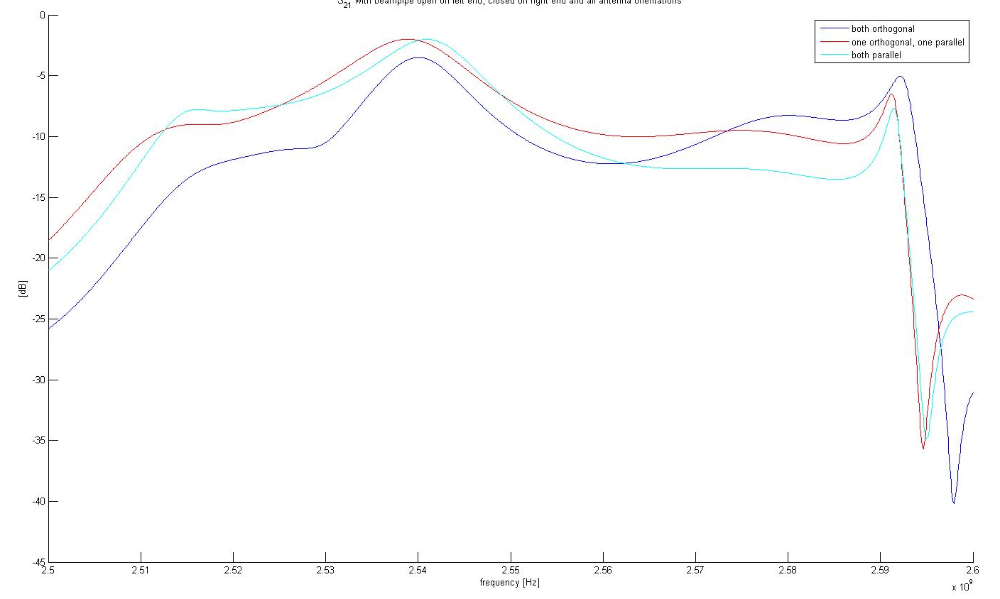 S21 with beampipe open on left end, closed on right end and all antenna orientations
both orthogonal
one orthogonal, one parallel
both parallel
0
-5
-10
-15
-20
-25
-30
-35
-40
-45
[dB]
2.5 2.51 2.52 2.53 2.54 2.55 2.56 2.57 2.58 2.59 2.6
frequency [Hz]
x 10^9